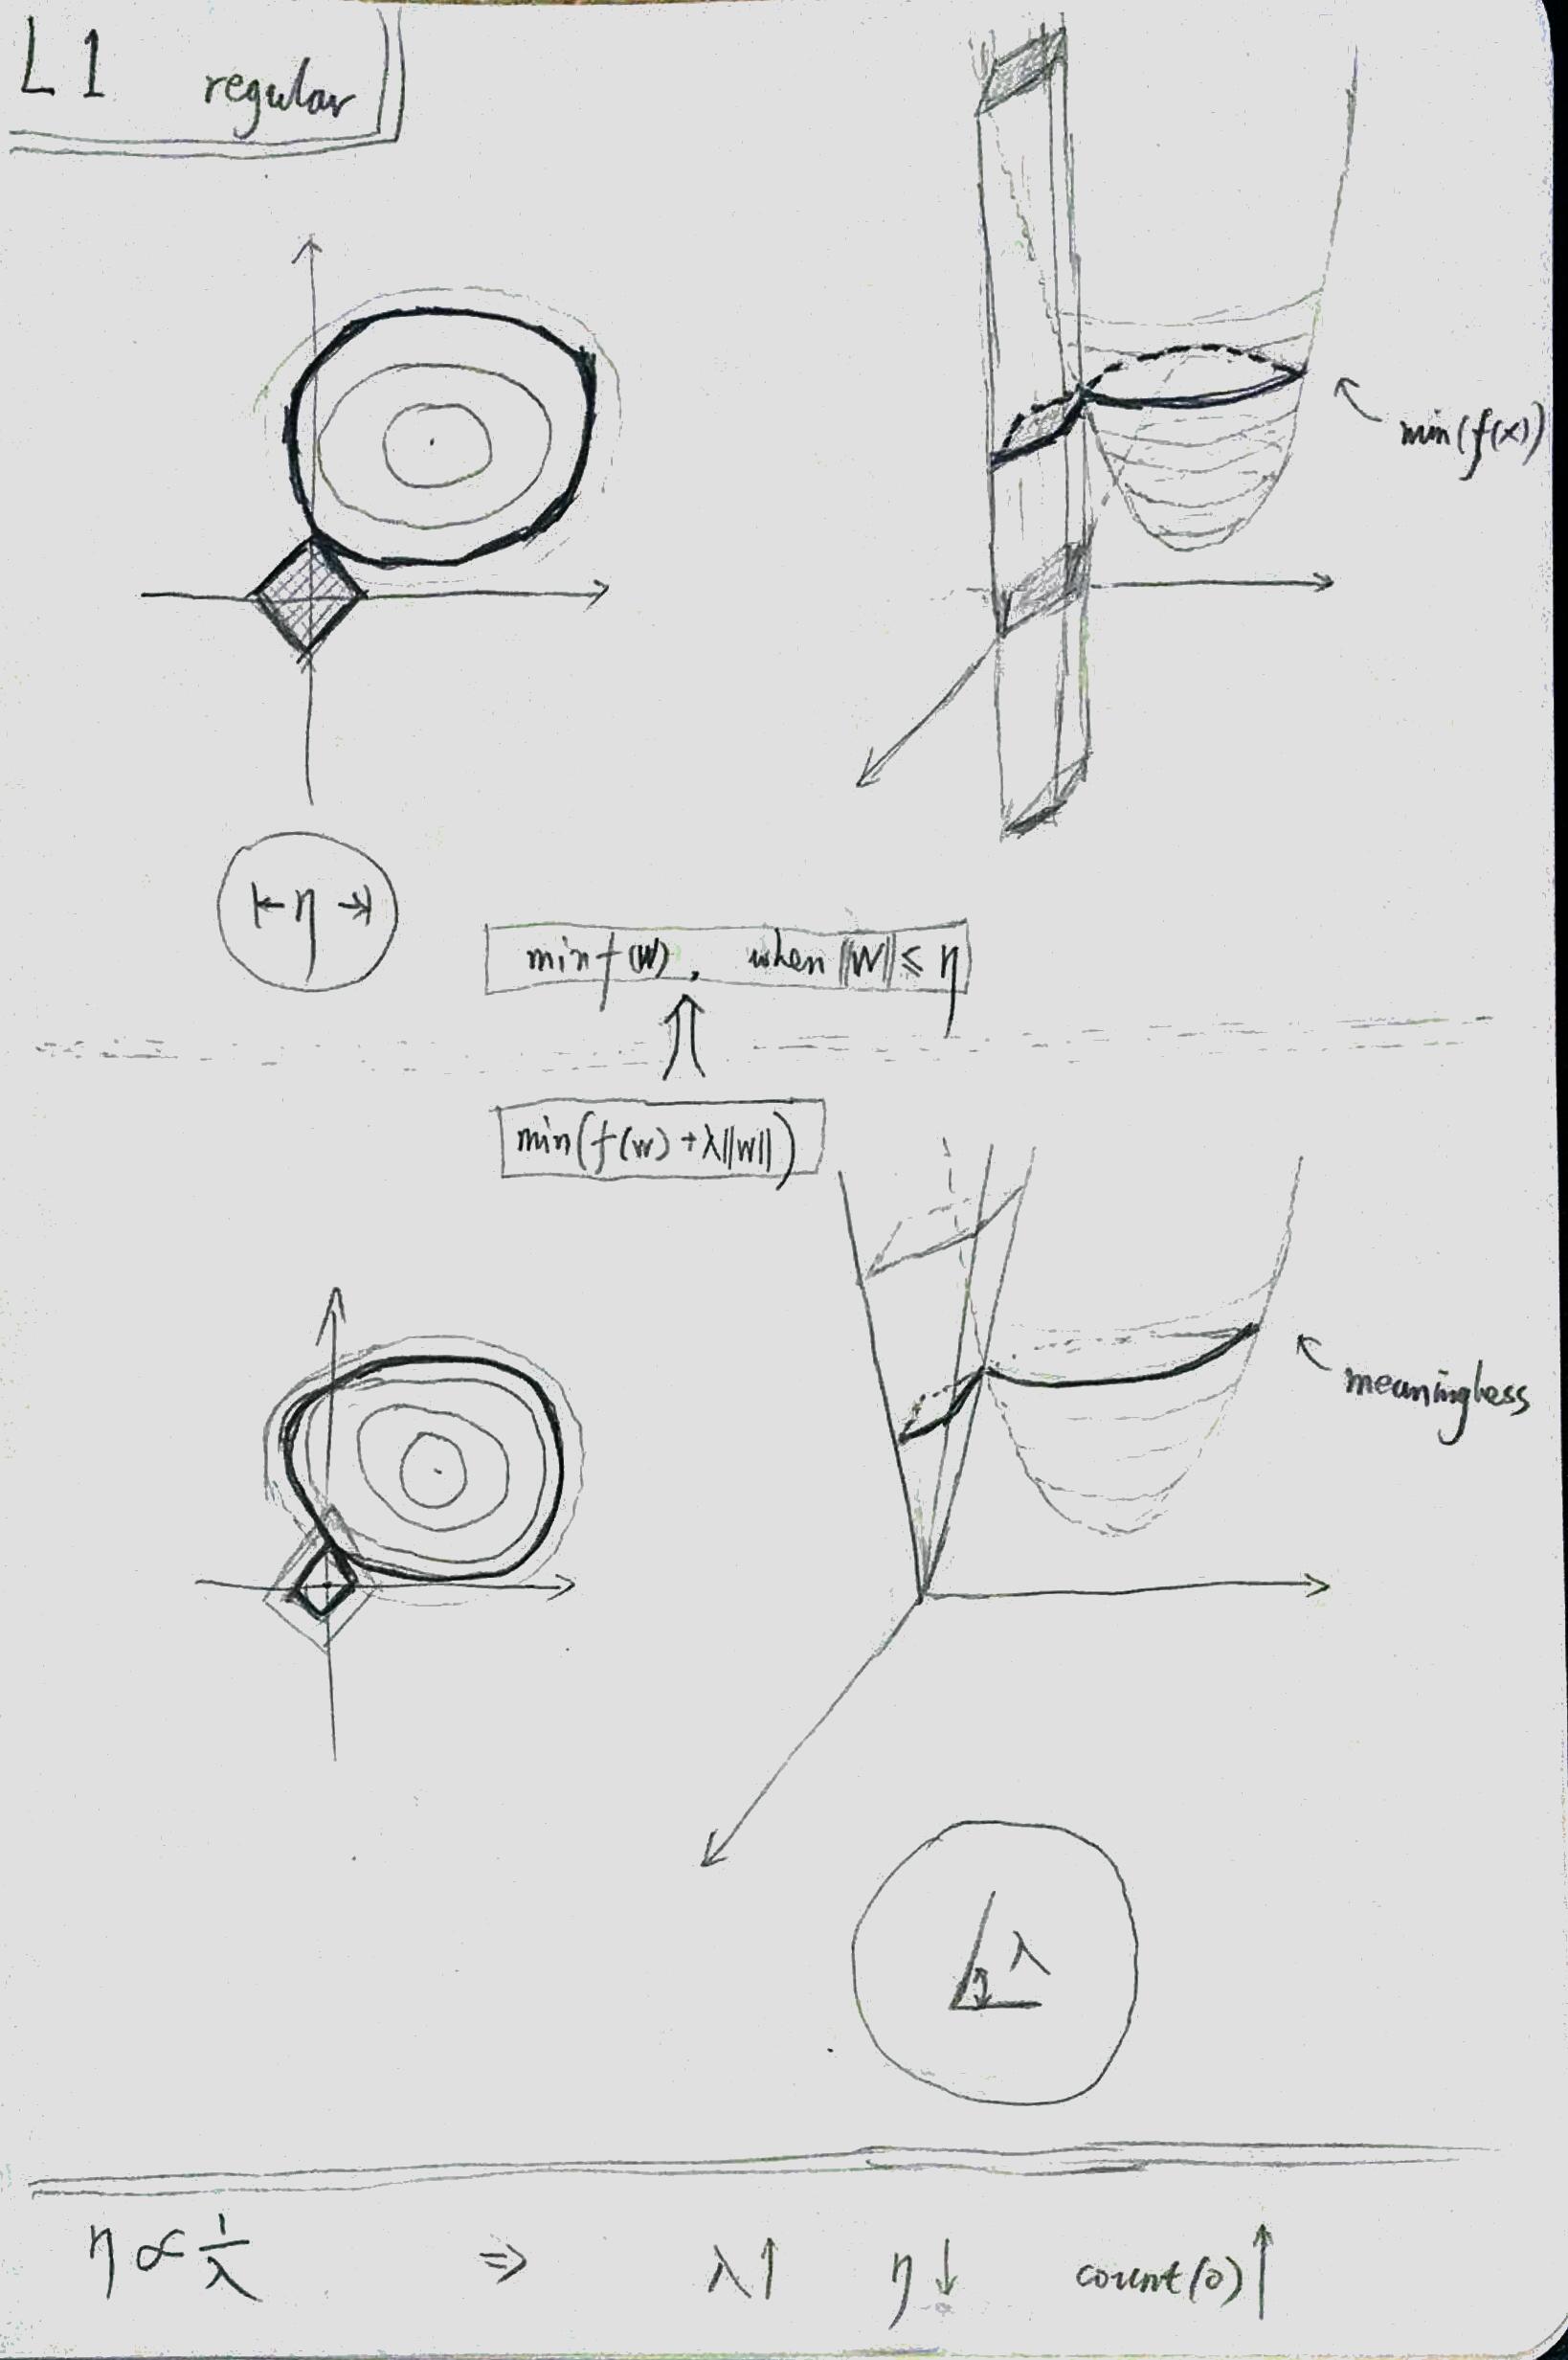 L1 regular
min(f(x))
η
min f(W), when ||W|| ⩽ η
⇑
min(f(w)+λ||w||)
meaningless
λ
η ∝ 1/λ ⇒ λ↑ η↓ count(0)↑